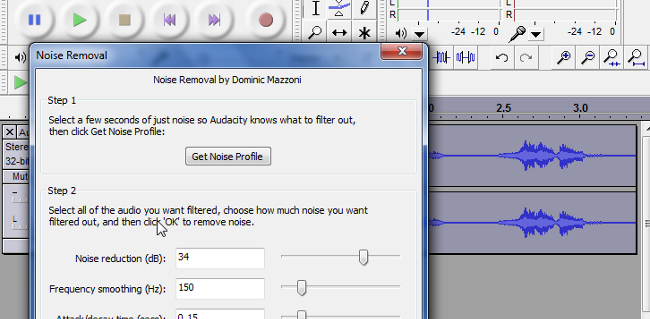 L
R
L
R
-24 -12 0
-24 -12 0
Noise Removal
Noise Removal by Dominic Mazzoni
2.5 3.0
Step 1
Select a few seconds of just noise so Audacity knows what to filter out,
then click Get Noise Profile:
Get Noise Profile
Stere
32-bit
Mut
L
Step 2
Select all of the audio you want filtered, choose how much noise you want
filtered out, and then click 'OK' to remove noise.
Noise reduction (dB): 34
Frequency smoothing (Hz): 150
Attack/decay time (secs): 0.15